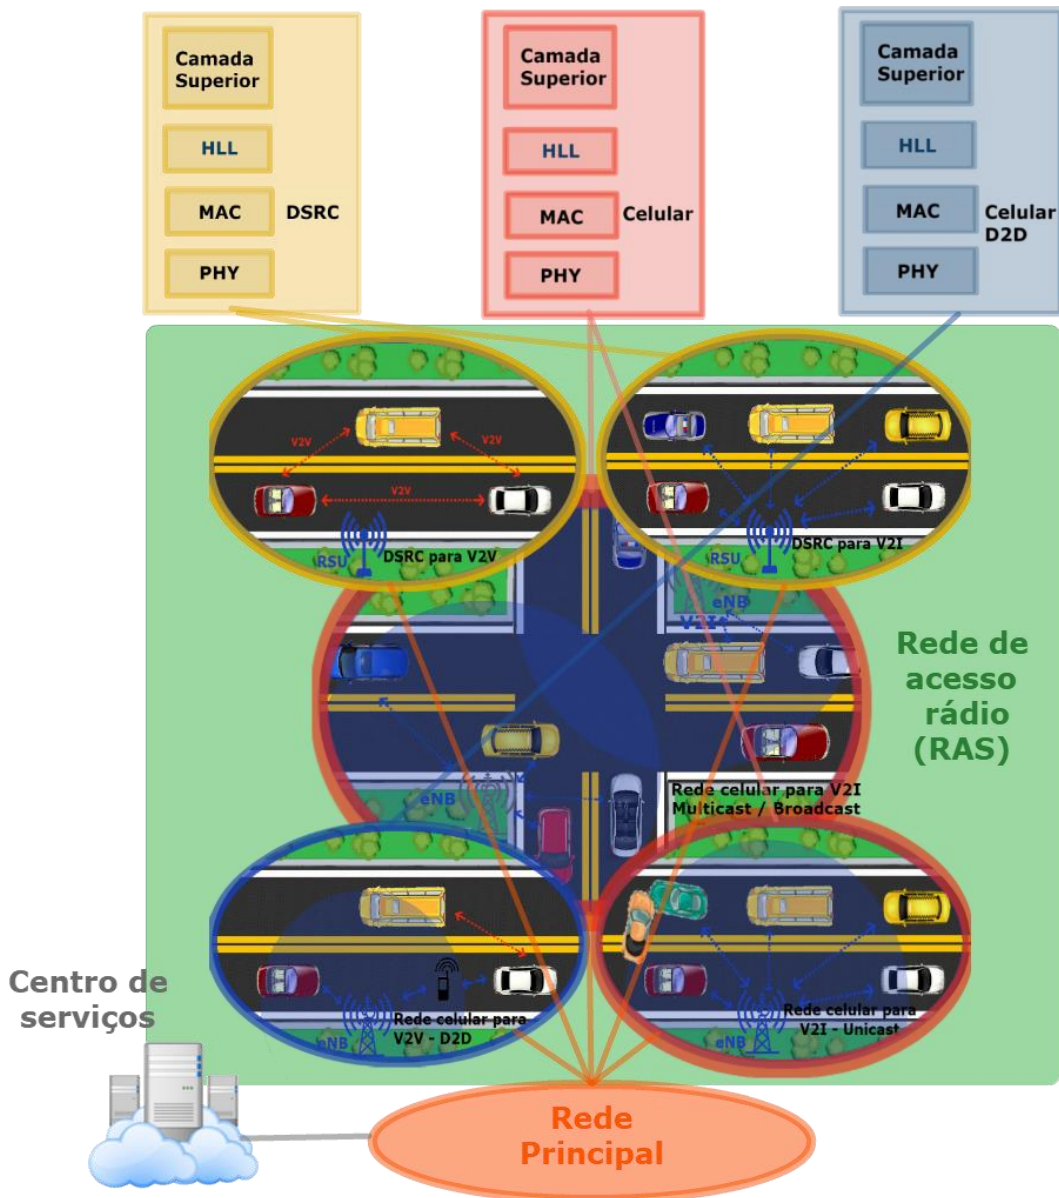 Camada
Superior
HLL
MAC
DSRC
PHY
Camada
Superior
HLL
MAC
Celular
PHY
Camada
Superior
HLL
MAC
Celular
D2D
PHY
V2V
V2V
V2V
RSU
DSRC para V2V
RSU
DSRC para V2I
eNB
V2I
Rede de
acesso
rádio
(RAS)
eNB
Rede celular para V2I
Multicast / Broadcast
Rede celular para
V2V - D2D
eNB
Rede celular para
V2I - Unicast
eNB
Centro de
serviços
Rede
Principal